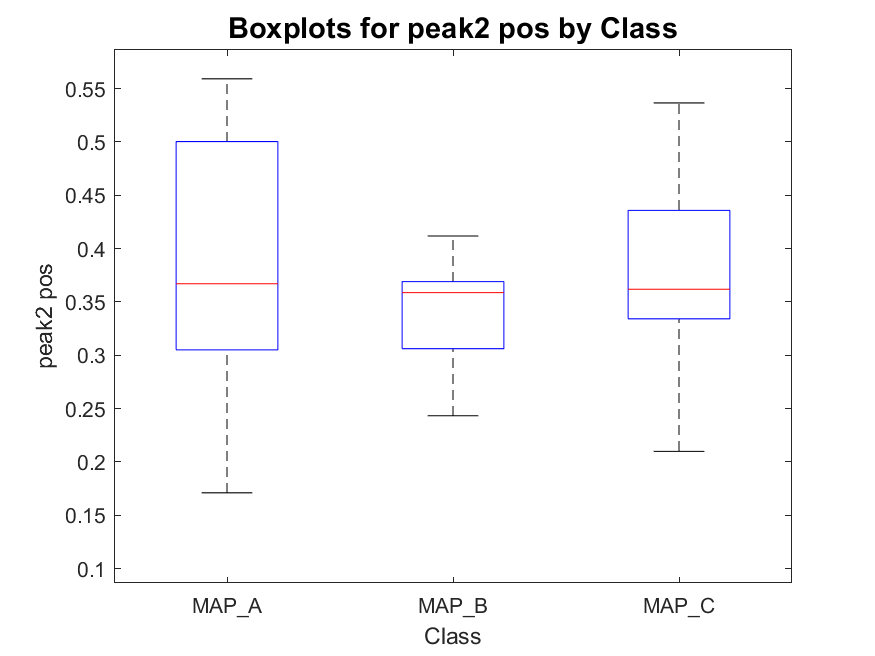 Boxplots for peak2 pos by Class
0.55
0.5
0.45
0.4
0.35
0.3
0.25
0.2
0.15
0.1
peak2 pos
MAP_A MAP_B MAP_C
Class